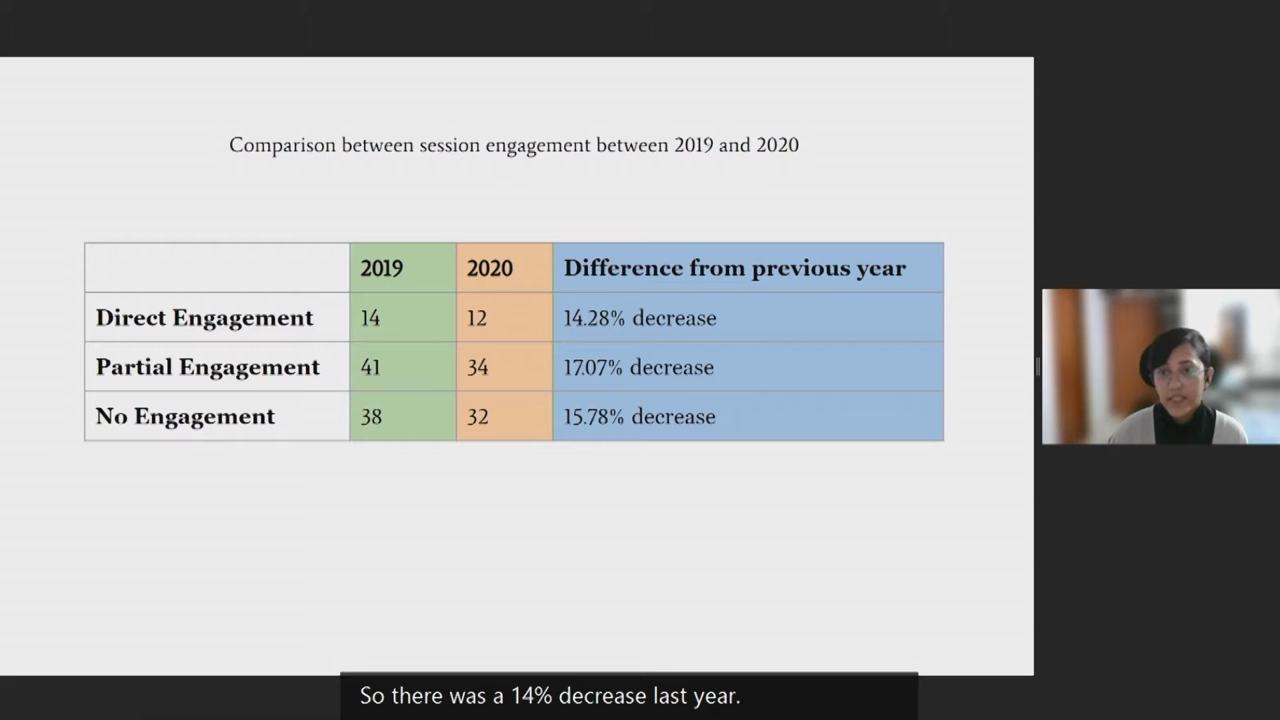 Comparison between session engagement between 2019 and 2020
2019 2020 Difference from previous year
Direct Engagement 14 12 14.28% decrease
Partial Engagement 41 34 17.07% decrease
No Engagement 38 32 15.78% decrease
So there was a 14% decrease last year.